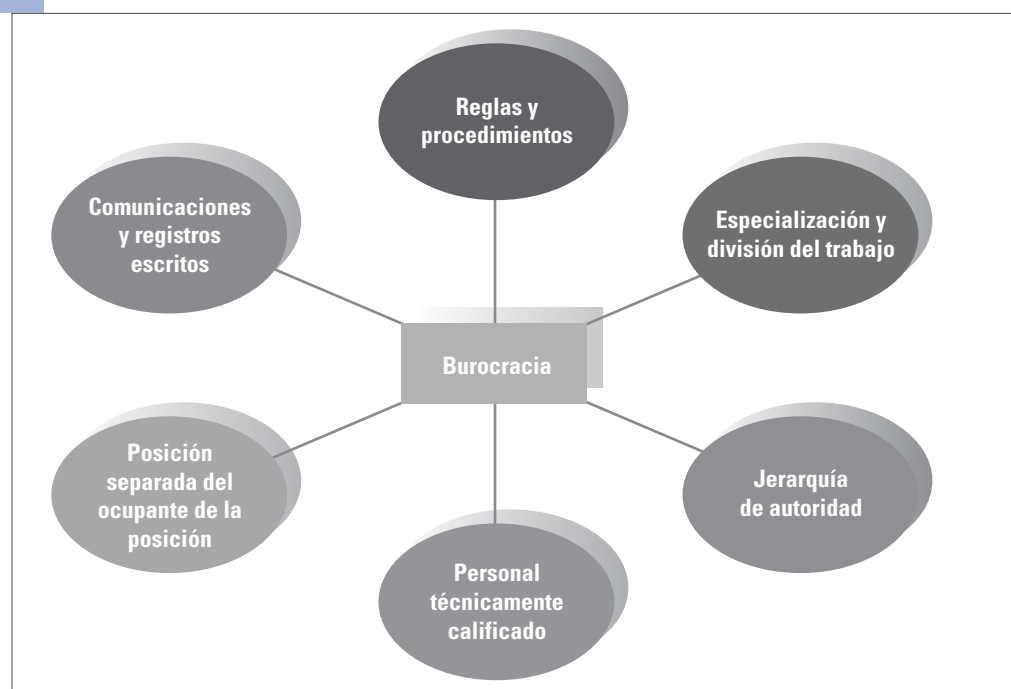 Reglas y
procedimientos
Especialización y
división del trabajo
Jerarquía
de autoridad
Personal
técnicamente
calificado
Posición
separada del
ocupante de la
posición
Comunicaciones
y registros
escritos
Burocracia